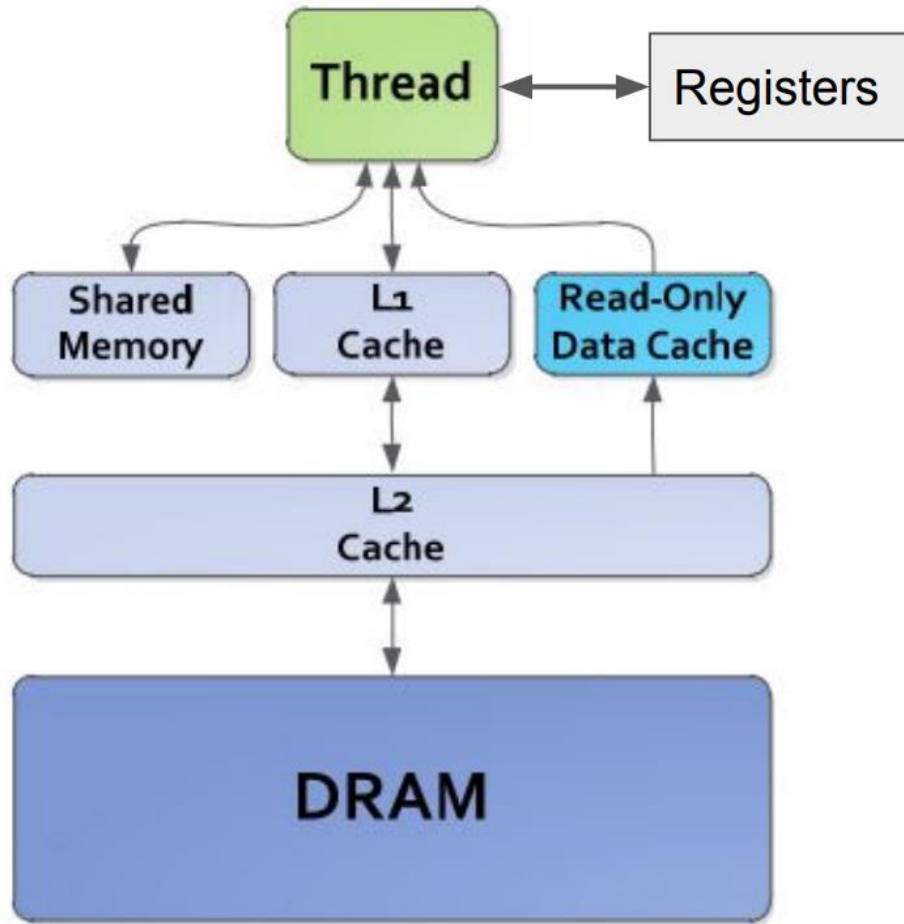 Thread
Registers
Shared
Memory
L1
Cache
Read-Only
Data Cache
L2
Cache
DRAM